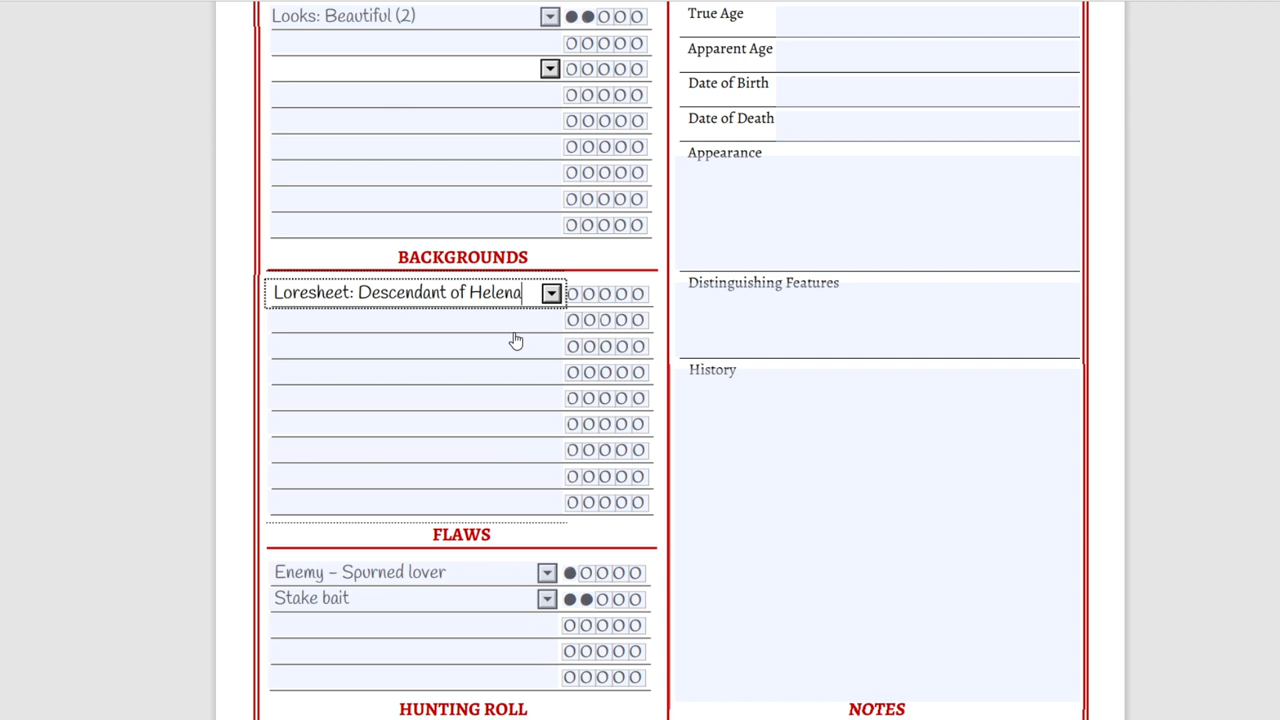 Looks: Beautiful (2)
BACKGROUNDS
Loresheet: Descendant of Helena
FLAWS
Enemy - Spurned lover
Stake bait
HUNTING ROLL
True Age
Apparent Age
Date of Birth
Date of Death
Appearance
Distinguishing Features
History
NOTES